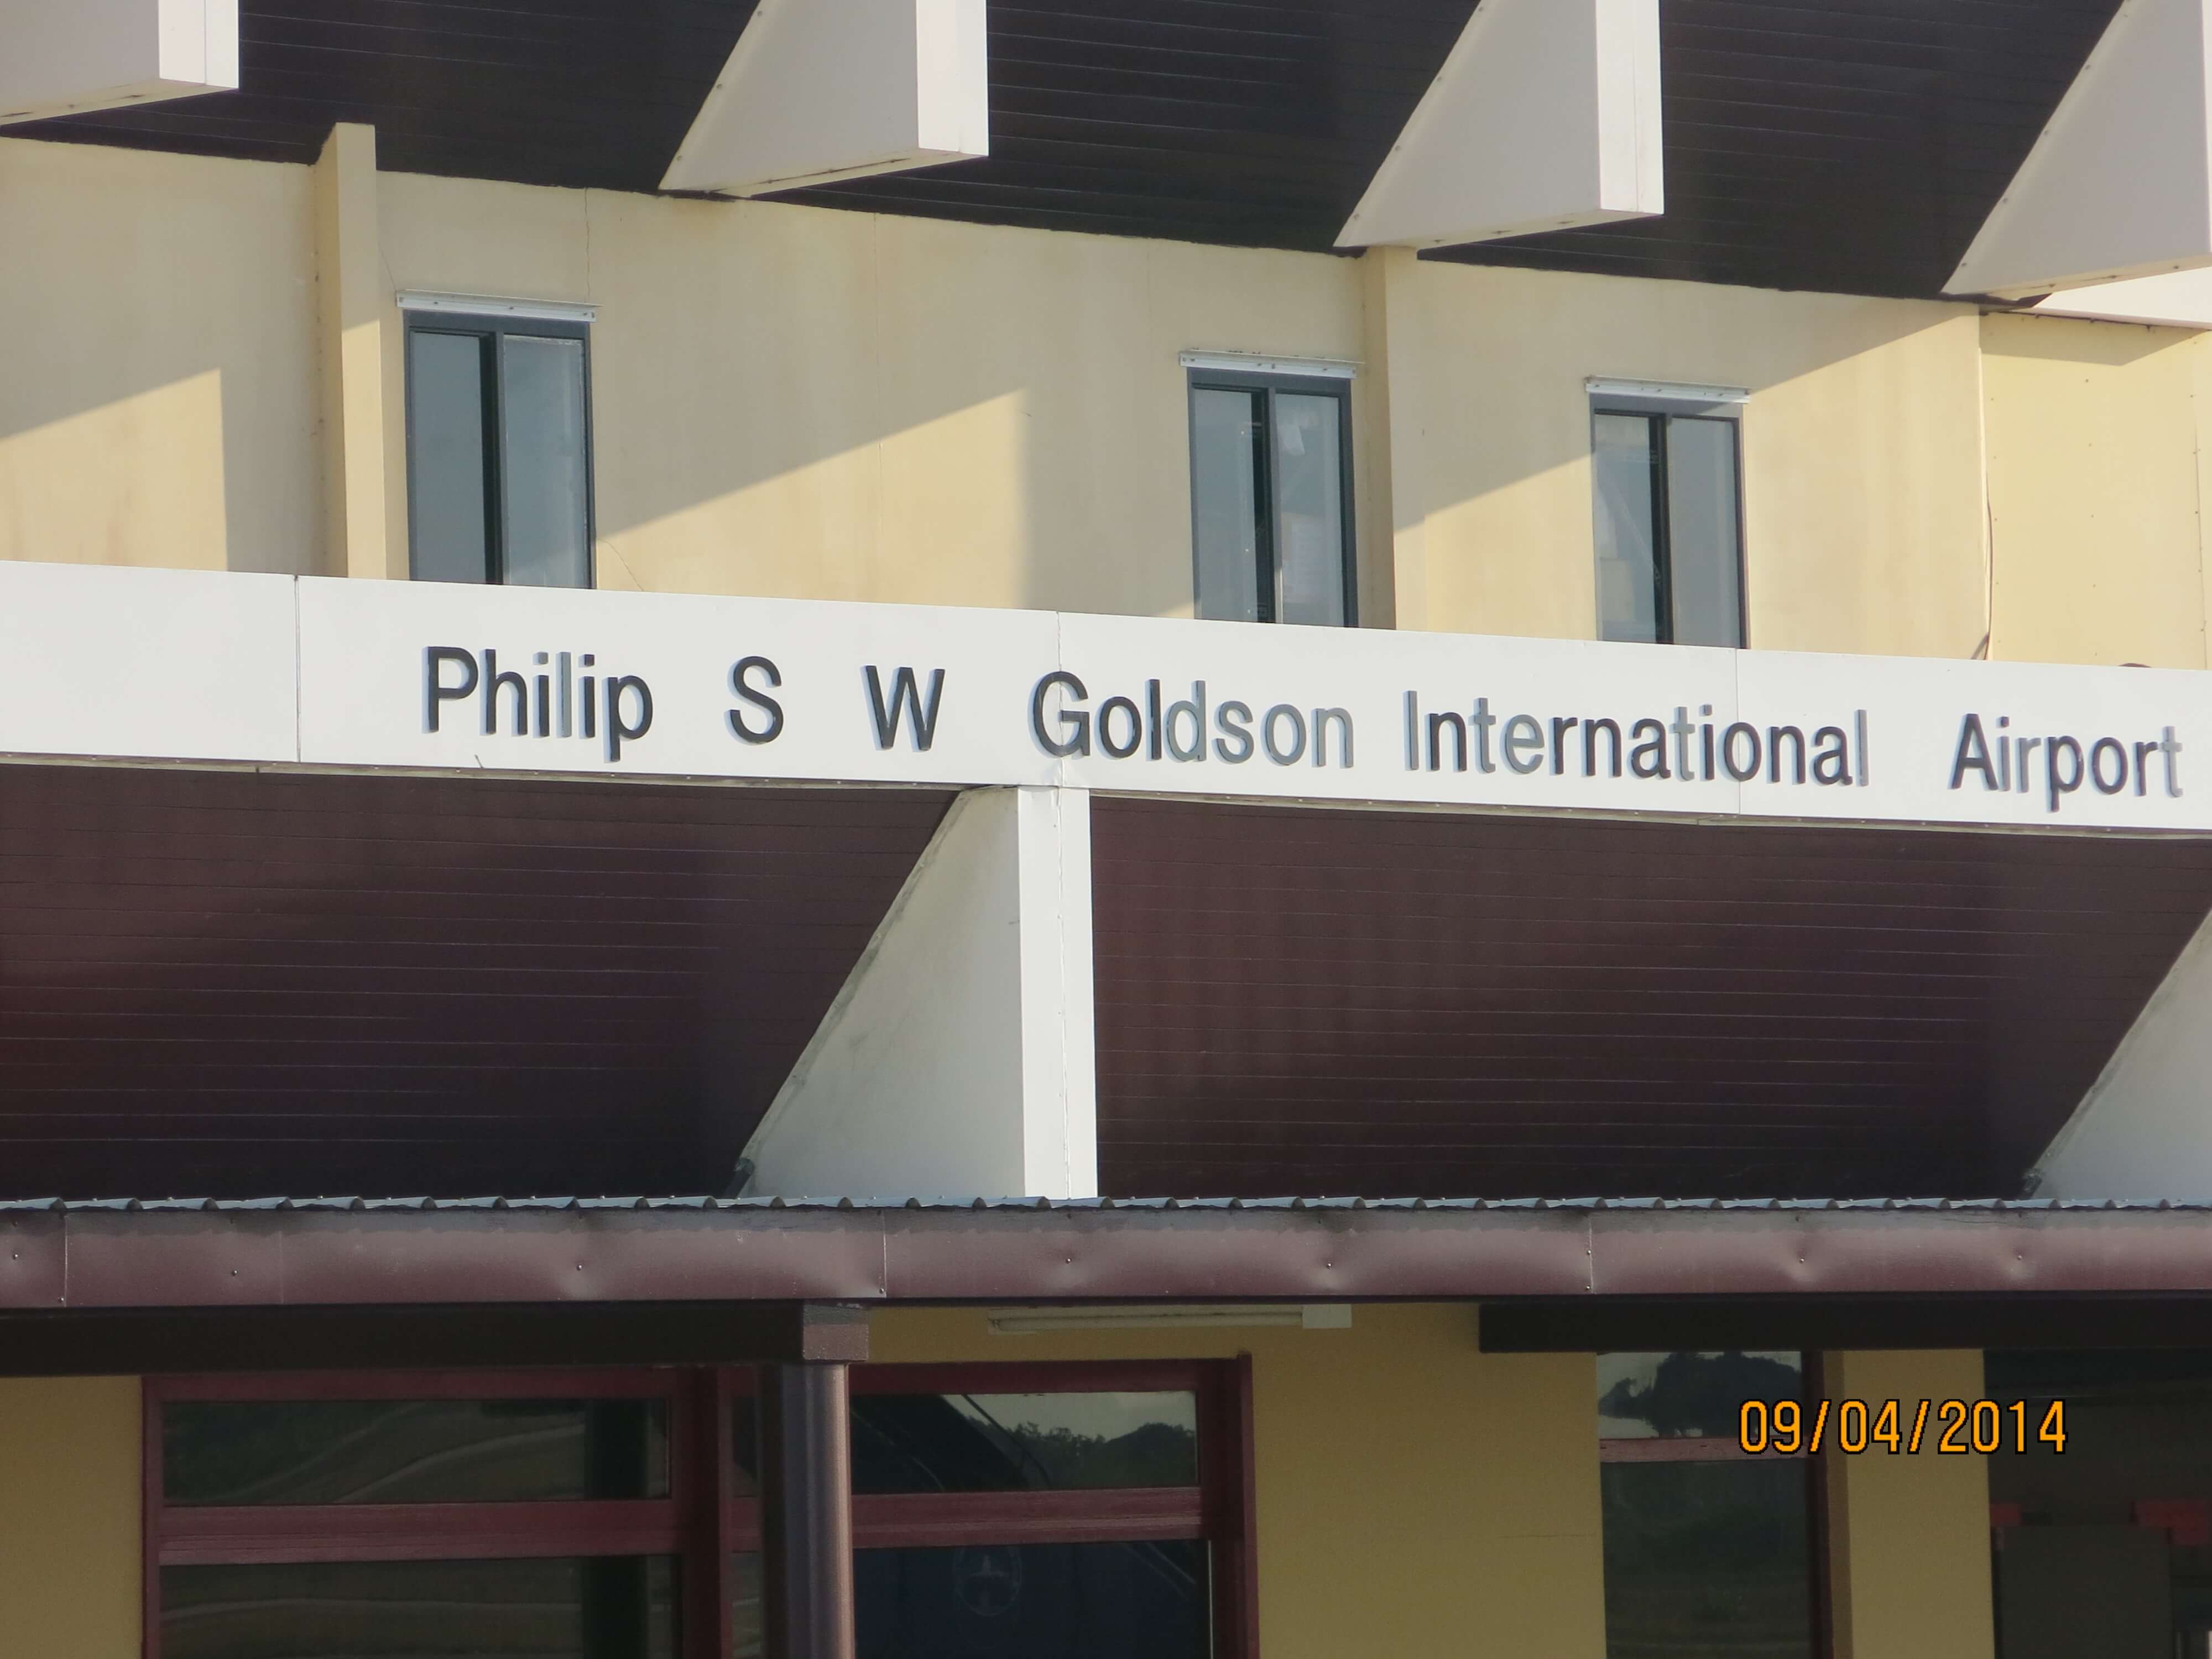 Philip S W Goldson International Airport
09/04/2014